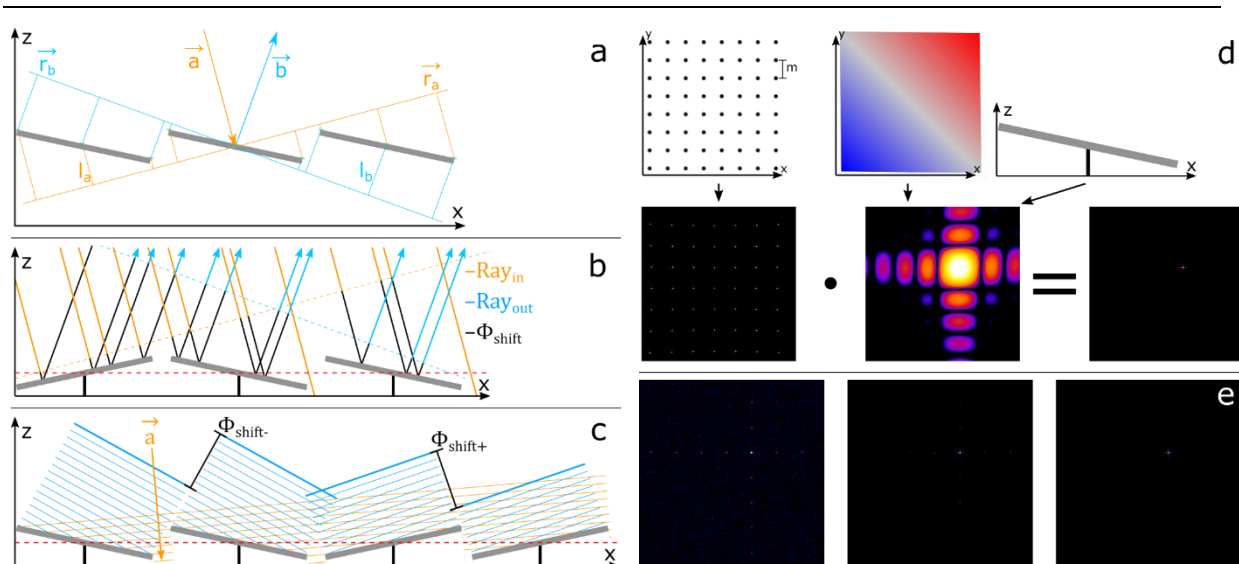 z
a
→a
→b
→r_b
→r_a
l_a
l_b
x
z
b
–Ray_in
–Ray_out
–Φ_shift
x
z
c
→a
Φ_shift-
Φ_shift+
x
y
m
x
y
x
d
z
x
•
=
e